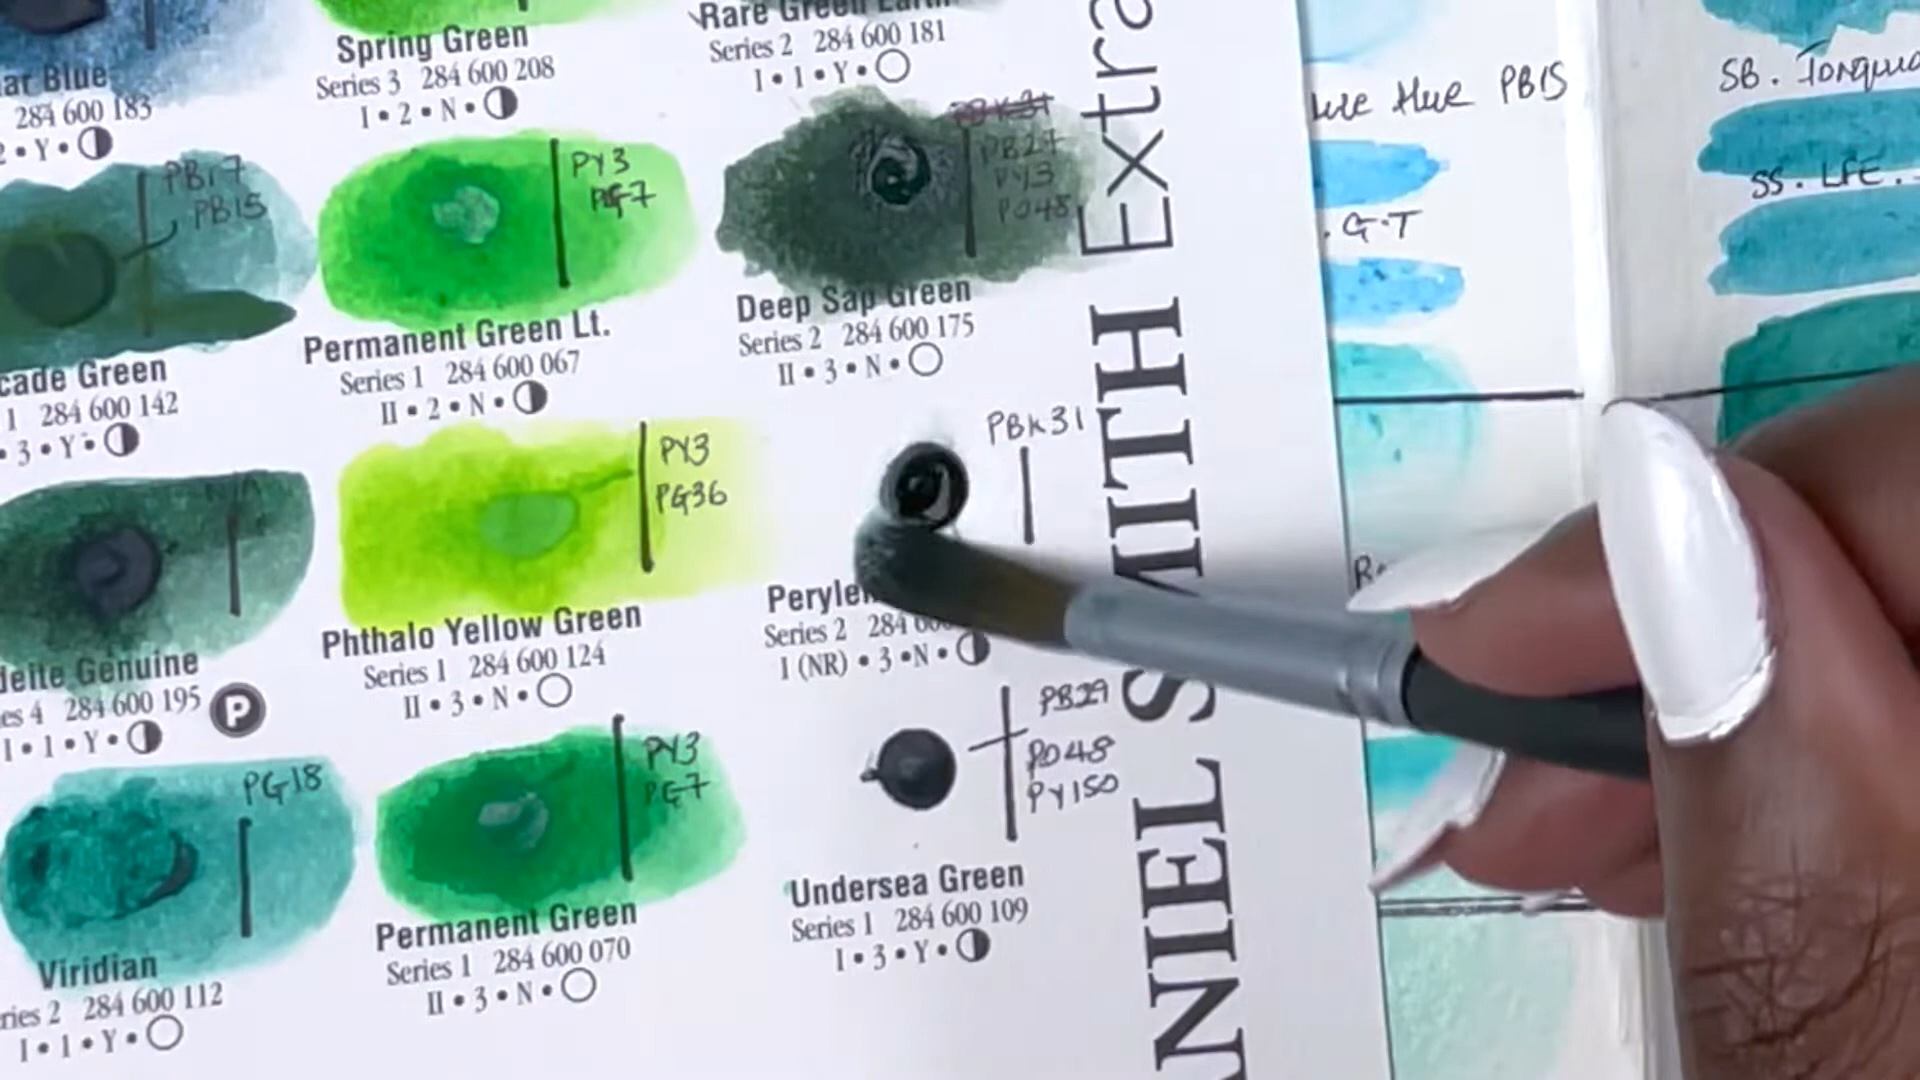 ar Blue
284 600 183
2 • Y •
Spring Green
Series 3 284 600 208
I • 2 • N •
Rare Green Earth
Series 2 284 600 181
I • 1 • Y •
PB17
PB15
cade Green
1 284 600 142
• 3 • Y •
PY3
PG7
Permanent Green Lt.
Series 1 284 600 067
II • 2 • N •
PB27
PY3
PO48
Deep Sap Green
Series 2 284 600 175
II • 3 • N •
deite Genuine
es 4 284 600 195
P
I • 1 • Y •
PY3
PG36
Phthalo Yellow Green
Series 1 284 600 124
II • 3 • N •
PBk31
Peryle
Series 2 284
I (NR) • 3 • N •
PG18
Viridian
ries 2 284 600 112
I • 1 • Y •
PY3
PG7
Permanent Green
Series 1 284 600 070
II • 3 • N •
PB29
PO48
PY150
Undersea Green
Series 1 284 600 109
I • 3 • Y •
NIEL SMITH Extra
Hue PB15
. G.T
SB.
SS. LFE.